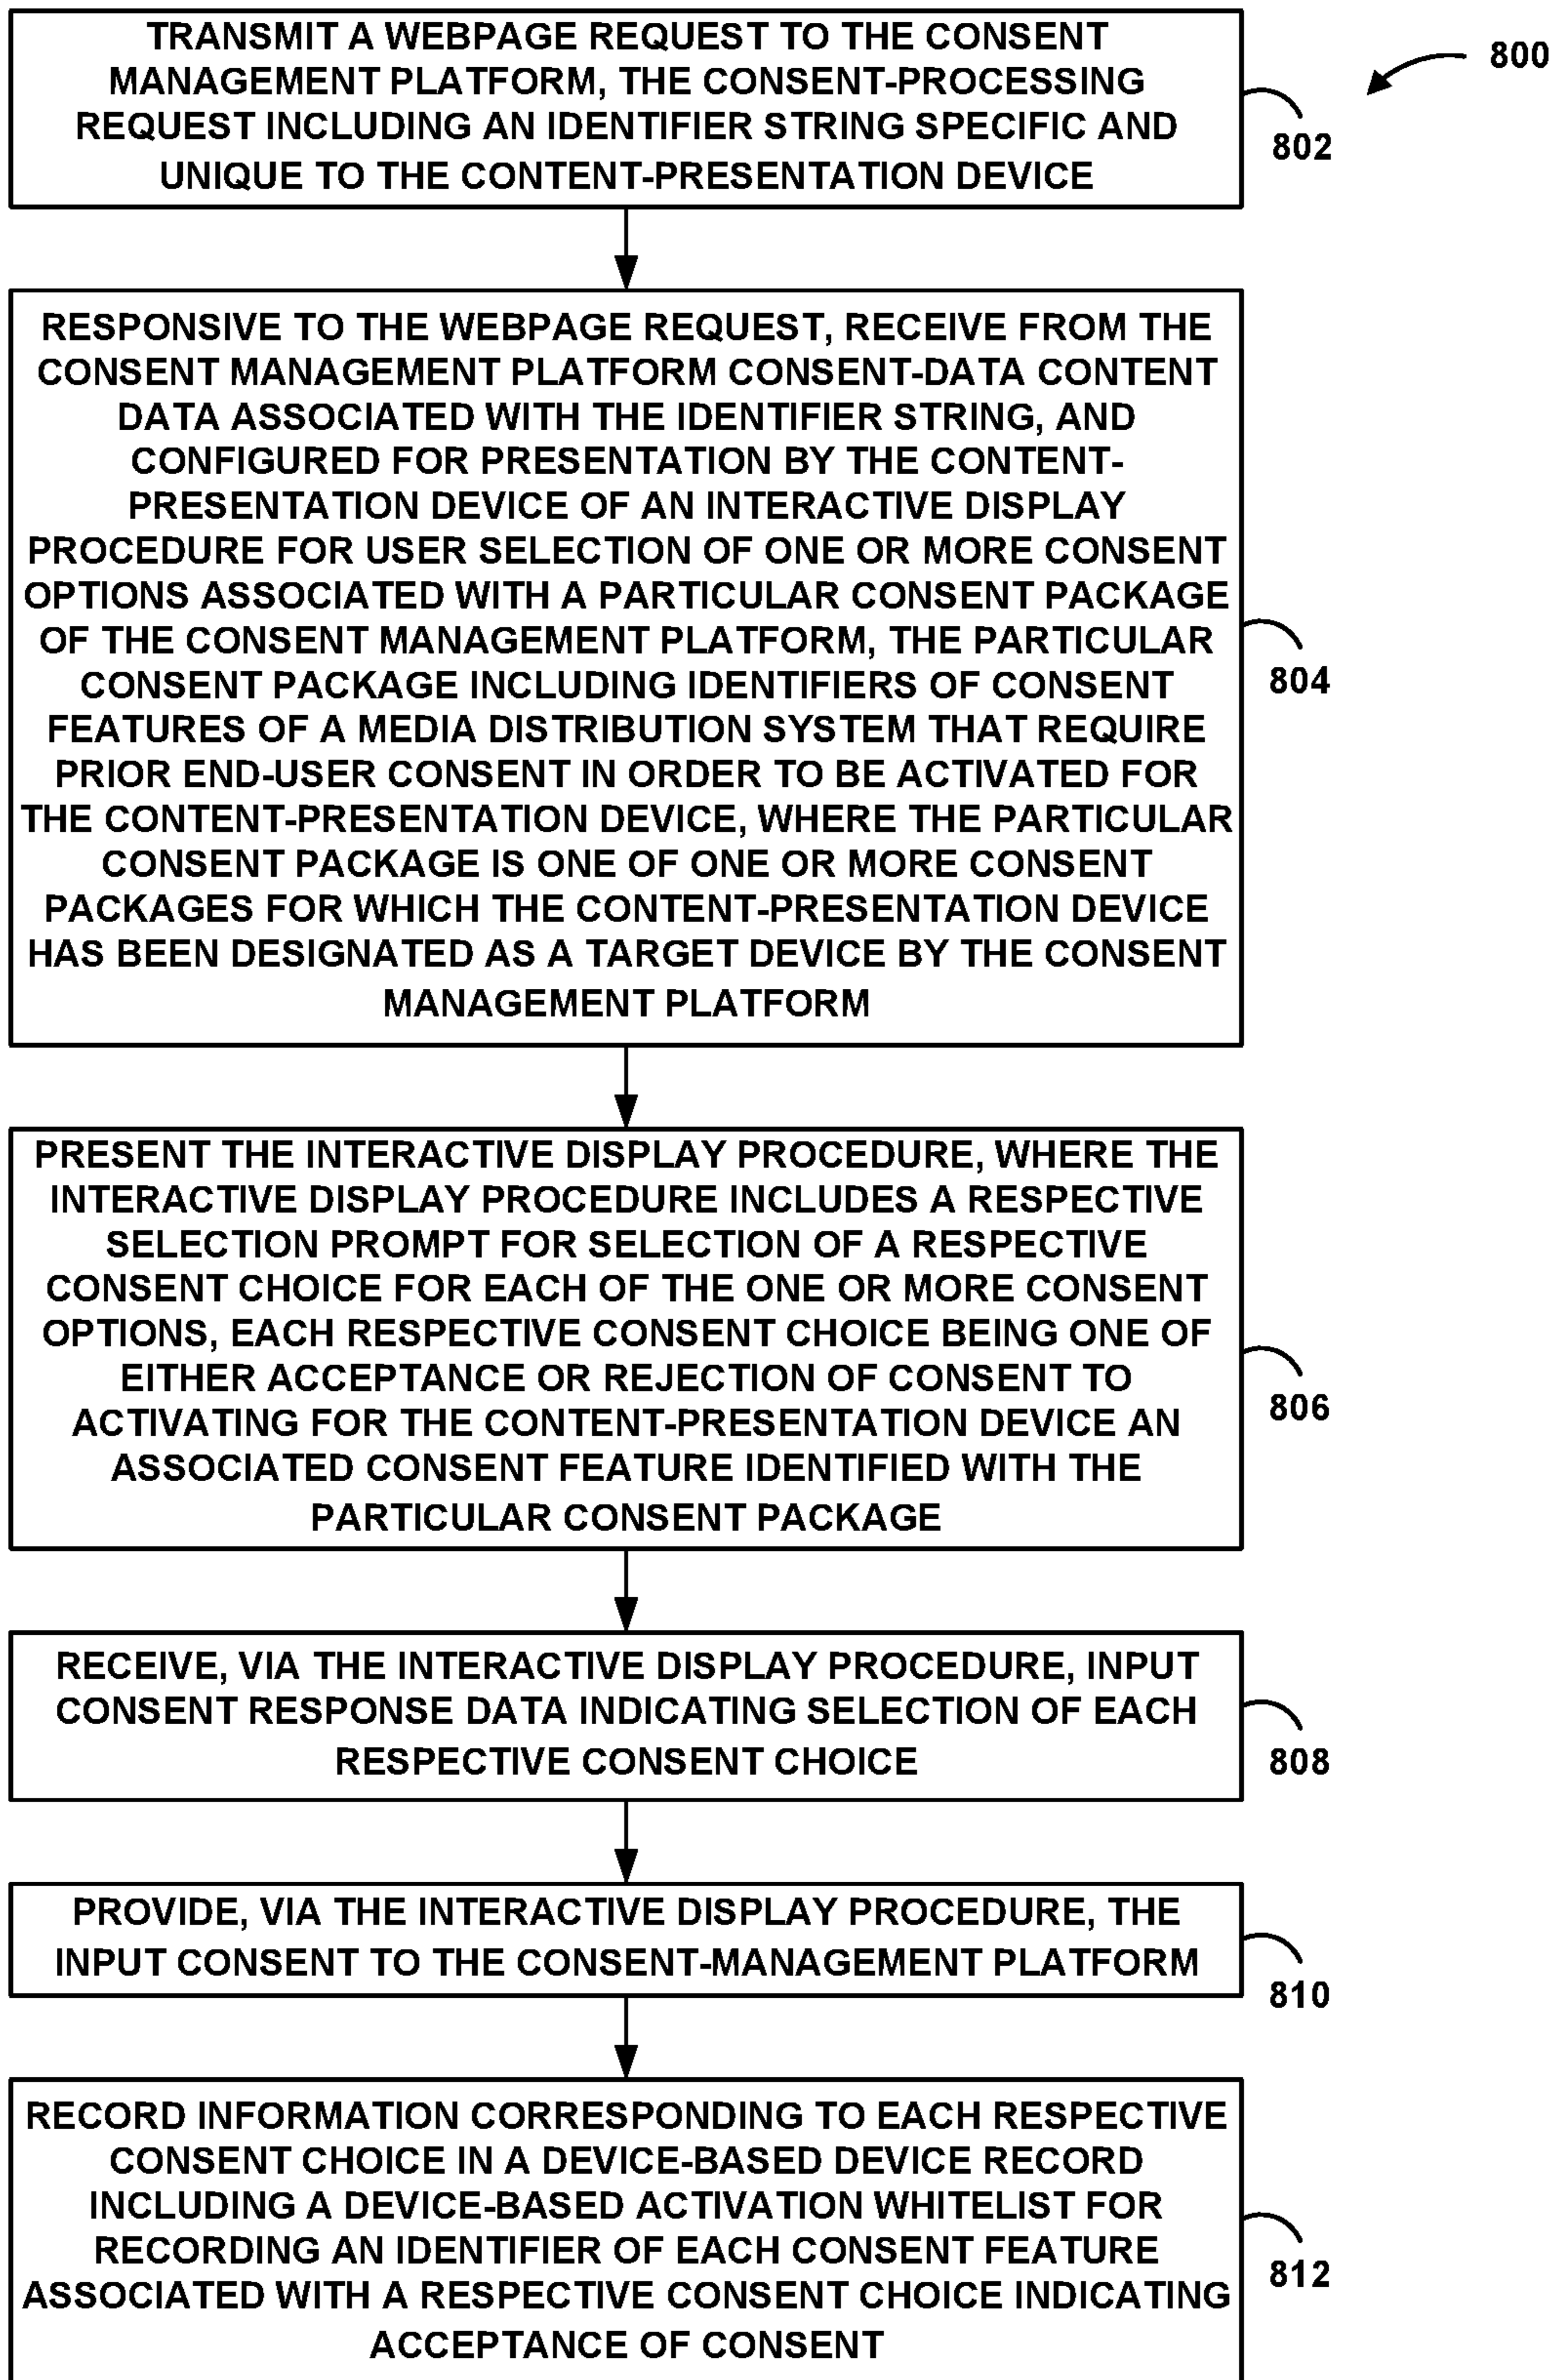 TRANSMIT A WEBPAGE REQUEST TO THE CONSENT
MANAGEMENT PLATFORM, THE CONSENT-PROCESSING
REQUEST INCLUDING AN IDENTIFIER STRING SPECIFIC AND
UNIQUE TO THE CONTENT-PRESENTATION DEVICE
800
802
RESPONSIVE TO THE WEBPAGE REQUEST, RECEIVE FROM THE
CONSENT MANAGEMENT PLATFORM CONSENT-DATA CONTENT
DATA ASSOCIATED WITH THE IDENTIFIER STRING, AND
CONFIGURED FOR PRESENTATION BY THE CONTENT-
PRESENTATION DEVICE OF AN INTERACTIVE DISPLAY
PROCEDURE FOR USER SELECTION OF ONE OR MORE CONSENT
OPTIONS ASSOCIATED WITH A PARTICULAR CONSENT PACKAGE
OF THE CONSENT MANAGEMENT PLATFORM, THE PARTICULAR
CONSENT PACKAGE INCLUDING IDENTIFIERS OF CONSENT
FEATURES OF A MEDIA DISTRIBUTION SYSTEM THAT REQUIRE
PRIOR END-USER CONSENT IN ORDER TO BE ACTIVATED FOR
THE CONTENT-PRESENTATION DEVICE, WHERE THE PARTICULAR
CONSENT PACKAGE IS ONE OF ONE OR MORE CONSENT
PACKAGES FOR WHICH THE CONTENT-PRESENTATION DEVICE
HAS BEEN DESIGNATED AS A TARGET DEVICE BY THE CONSENT
MANAGEMENT PLATFORM
804
PRESENT THE INTERACTIVE DISPLAY PROCEDURE, WHERE THE
INTERACTIVE DISPLAY PROCEDURE INCLUDES A RESPECTIVE
SELECTION PROMPT FOR SELECTION OF A RESPECTIVE
CONSENT CHOICE FOR EACH OF THE ONE OR MORE CONSENT
OPTIONS, EACH RESPECTIVE CONSENT CHOICE BEING ONE OF
EITHER ACCEPTANCE OR REJECTION OF CONSENT TO
ACTIVATING FOR THE CONTENT-PRESENTATION DEVICE AN
ASSOCIATED CONSENT FEATURE IDENTIFIED WITH THE
PARTICULAR CONSENT PACKAGE
806
RECEIVE, VIA THE INTERACTIVE DISPLAY PROCEDURE, INPUT
CONSENT RESPONSE DATA INDICATING SELECTION OF EACH
RESPECTIVE CONSENT CHOICE
808
PROVIDE, VIA THE INTERACTIVE DISPLAY PROCEDURE, THE
INPUT CONSENT TO THE CONSENT-MANAGEMENT PLATFORM
810
RECORD INFORMATION CORRESPONDING TO EACH RESPECTIVE
CONSENT CHOICE IN A DEVICE-BASED DEVICE RECORD
INCLUDING A DEVICE-BASED ACTIVATION WHITELIST FOR
RECORDING AN IDENTIFIER OF EACH CONSENT FEATURE
ASSOCIATED WITH A RESPECTIVE CONSENT CHOICE INDICATING
ACCEPTANCE OF CONSENT
812